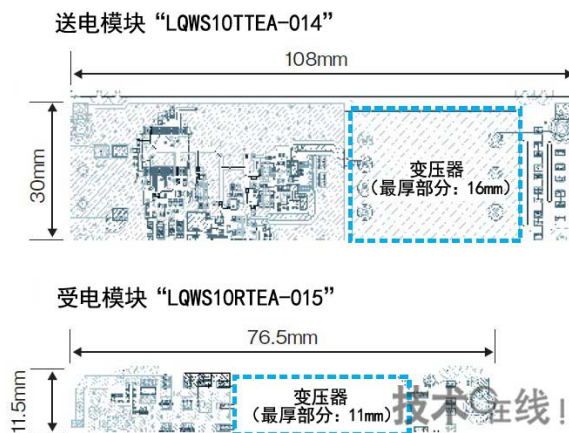 送电模块 “LQWS10TTEA-014”
108mm
30mm
变压器
(最厚部分: 16mm)
受电模块 “LQWS10RTEA-015”
76.5mm
11.5mm
变压器
(最厚部分: 11mm)
技术在线!